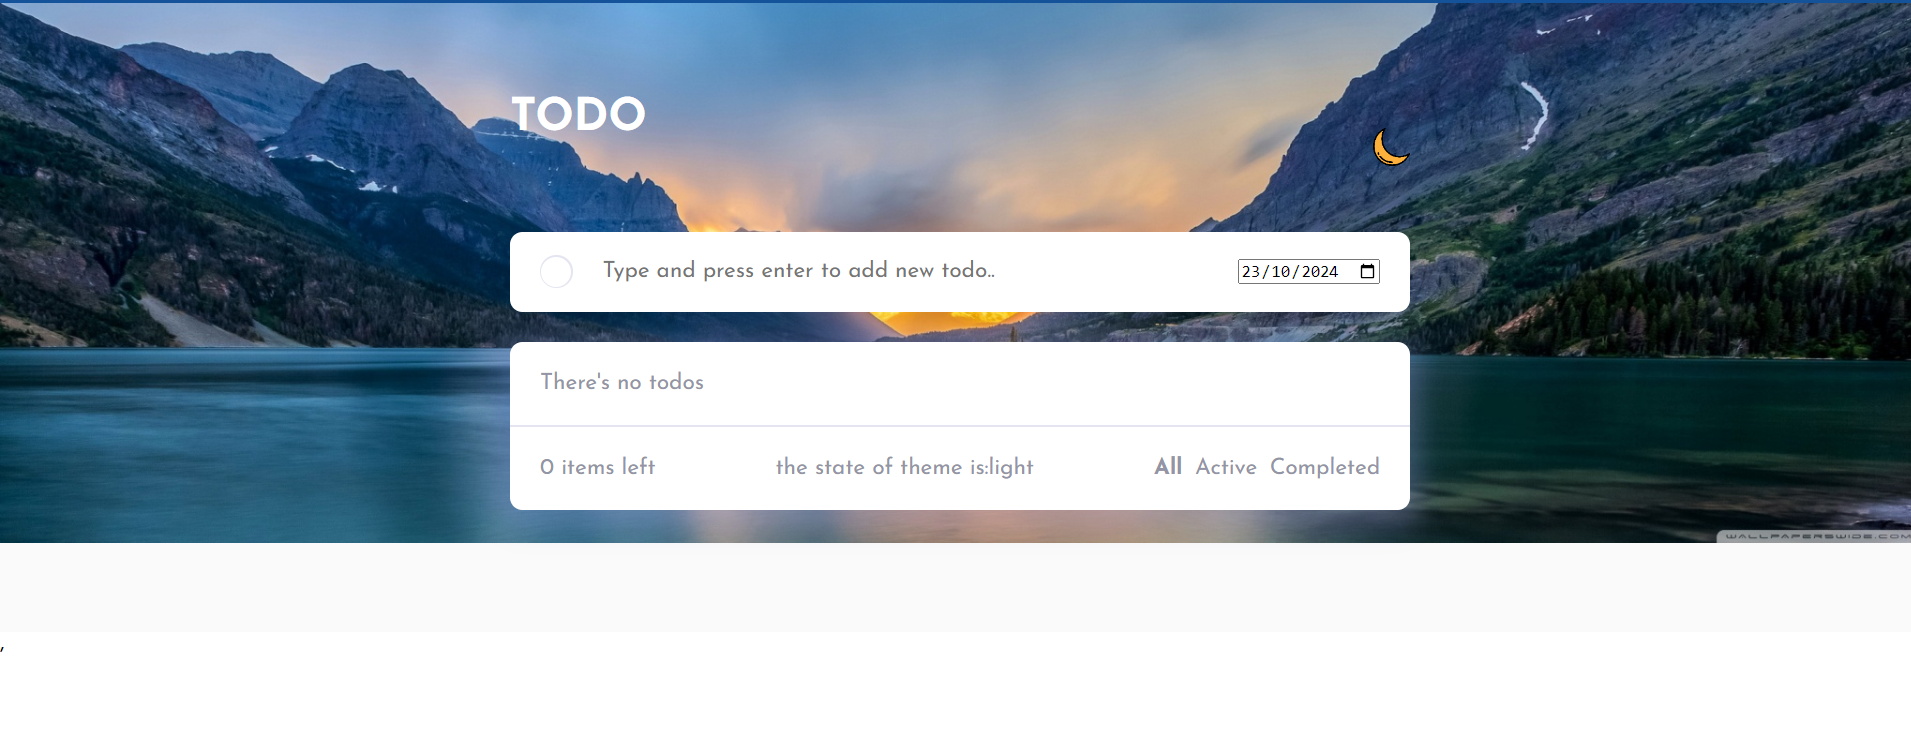 TODO
Type and press enter to add new todo..
23/10/2024
There's no todos
0 items left
the state of theme is:light
All Active Completed
WALLPAPERSWIDE.COM
,